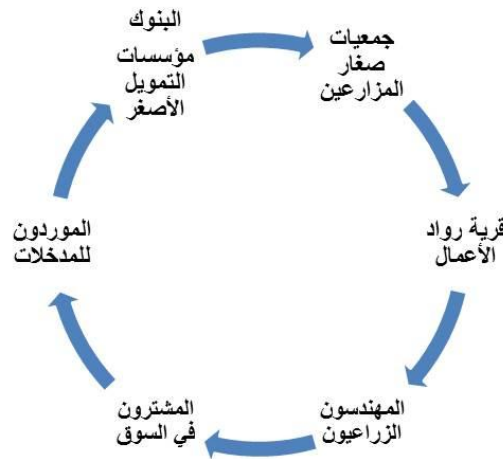 البنوك
مؤسسات
التمويل
الأصغر
جمعيات
صغار
المزارعين
قرية رواد
الأعمال
المهندسون
الزراعيون
المشترون
في السوق
الموردون
للمدخلات